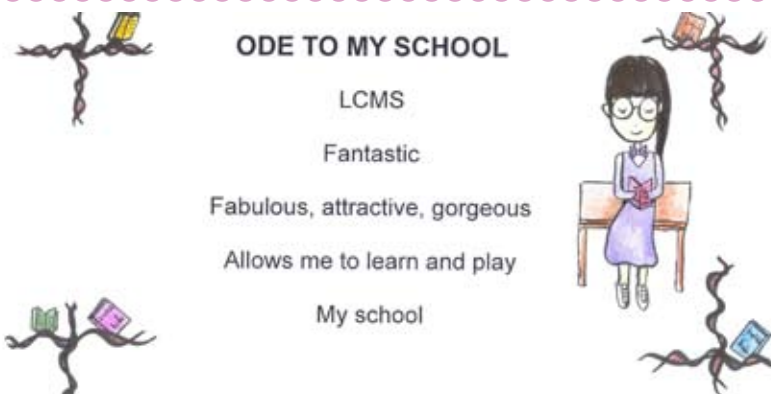 ODE TO MY SCHOOL
LCMS
Fantastic
Fabulous, attractive, gorgeous
Allows me to learn and play
My school